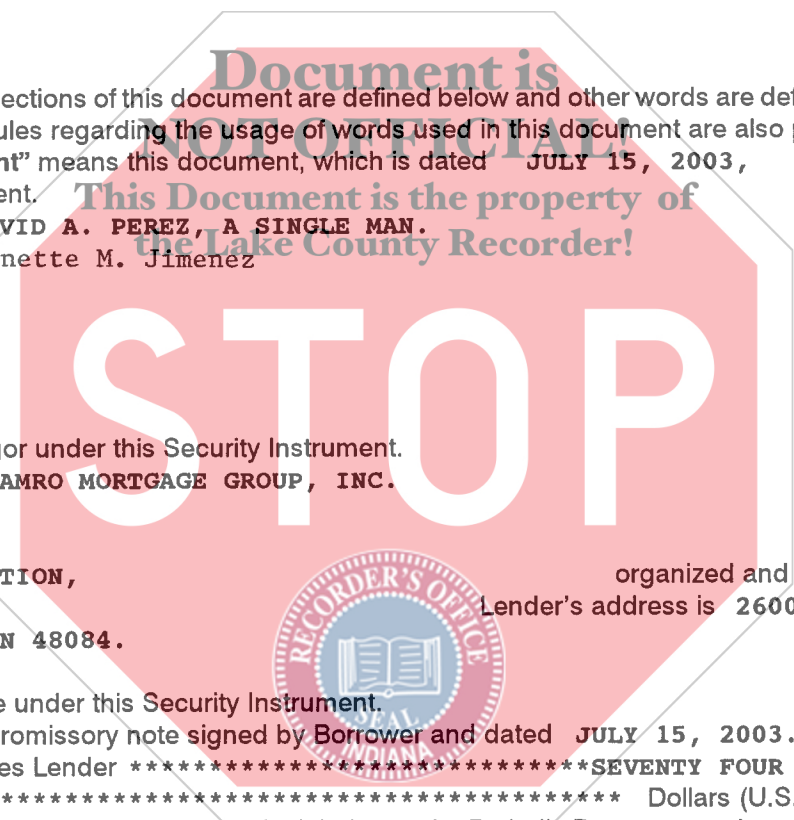 Document is
ections of this document are defined below and other words are def
ules regarding the usage of words used in this document are also p
NOT OFFICIAL!
nt” means this document, which is dated JULY 15, 2003,
ent.
This Document is the property of
VID A. PEREZ, A SINGLE MAN.
the Lake County Recorder!
nette M. Jimenez
STOP
gor under this Security Instrument.
AMRO MORTGAGE GROUP, INC.
TION, organized and
Lender's address is 2600
N 48084.
RECORDER'S OFFICE
SEAL
INDIANA
e under this Security Instrument.
romissory note signed by Borrower and dated JULY 15, 2003.
es Lender *****************************SEVENTY FOUR
*************************************** Dollars (U.S.